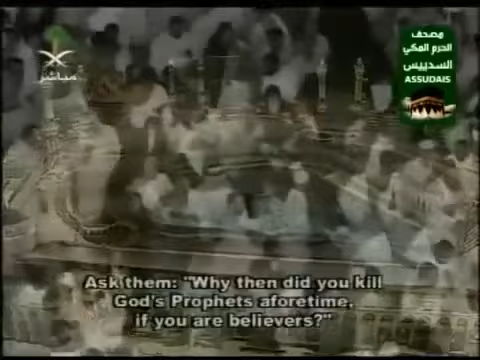 مباشر
مصحف
الحرم المكي
السديس
ASSUDAIS
Ask them: "Why then did you kill
God's Prophets aforetime,
if you are believers?"